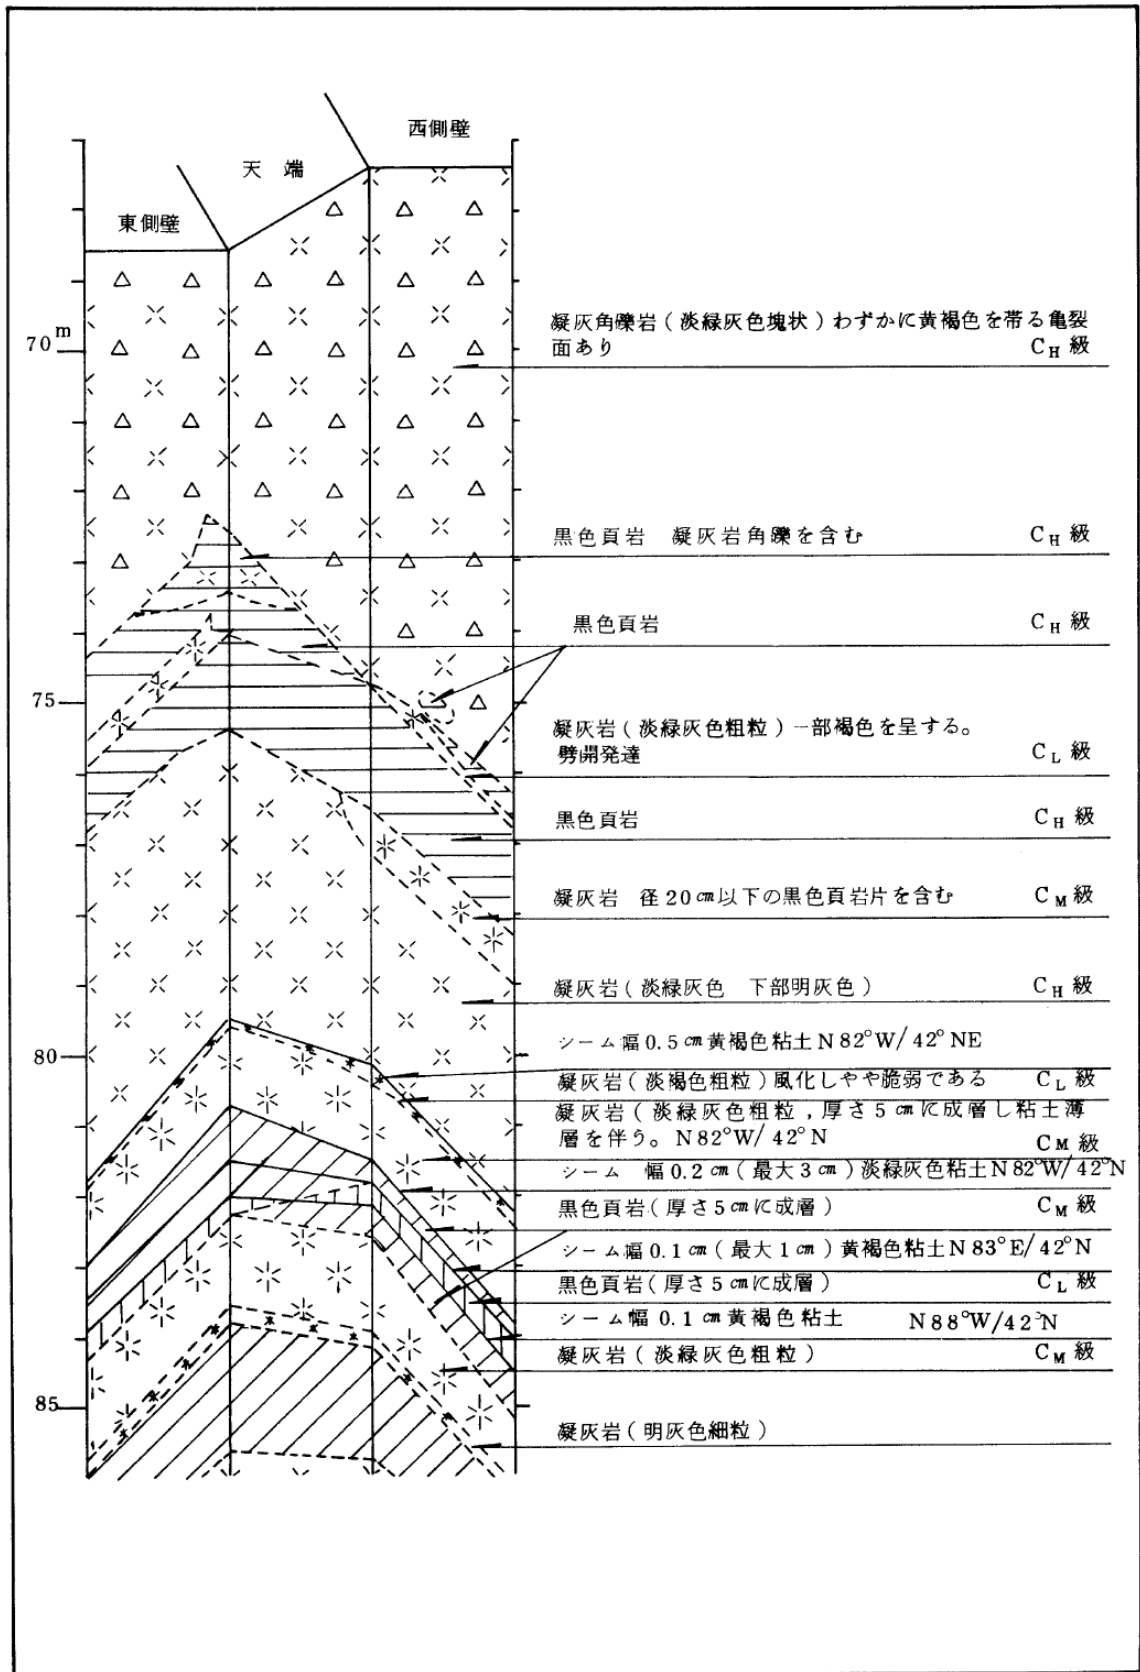 西側壁
天端
東側壁
70 m
75
80
85
凝灰角礫岩(淡緑灰色塊状)わずかに黄褐色を帯る亀裂
面あり CH級
黒色頁岩 凝灰岩角礫を含む CH級
黒色頁岩 CH級
凝灰岩(淡緑灰色粗粒)一部褐色を呈する。
劈開発達 CL級
黒色頁岩 CH級
凝灰岩 径20cm以下の黒色頁岩片を含む CM級
凝灰岩(淡緑灰色 下部明灰色) CH級
シーム幅0.5cm黄褐色粘土N82°W/42°NE
凝灰岩(淡褐色粗粒)風化しやや脆弱である CL級
凝灰岩(淡緑灰色粗粒,厚さ5cmに成層し粘土薄
層を伴う。N82°W/42°N CM級
シーム 幅0.2cm(最大3cm)淡緑灰色粘土N82°W/42°N
黒色頁岩(厚さ5cmに成層) CM級
シーム幅0.1cm(最大1cm)黄褐色粘土N83°E/42°N
黒色頁岩(厚さ5cmに成層) CL級
シーム幅0.1cm黄褐色粘土 N88°W/42°N
凝灰岩(淡緑灰色粗粒) CM級
凝灰岩(明灰色細粒)